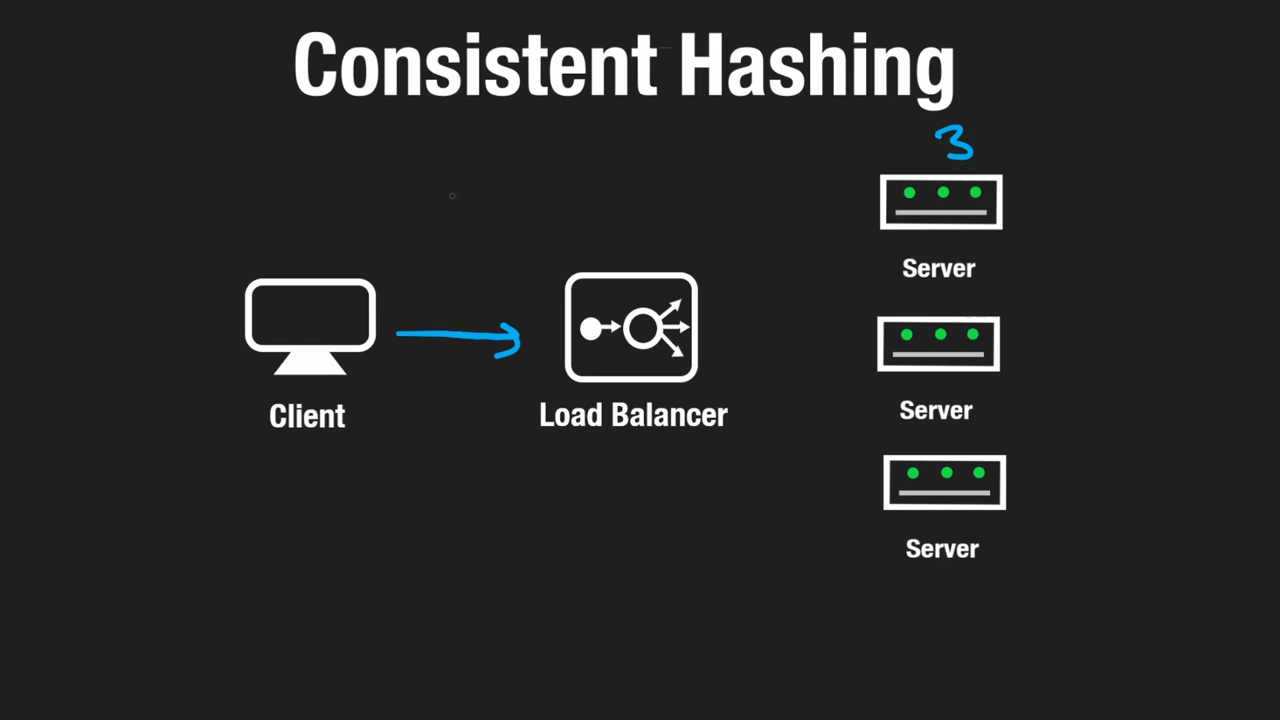 Consistent Hashing
3
Server
Client
Load Balancer
Server
Server